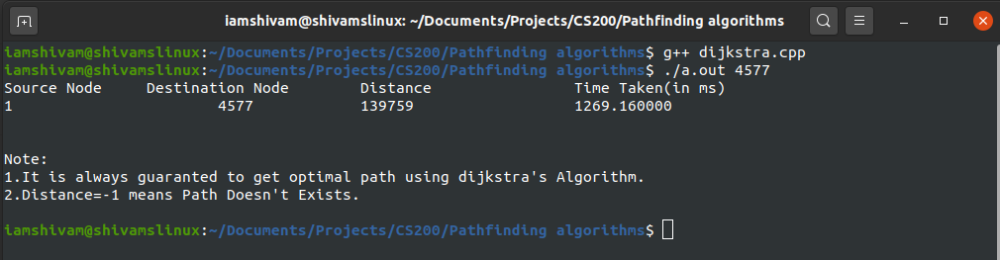 iamshivam@shivamslinux: ~/Documents/Projects/CS200/Pathfinding algorithms
iamshivam@shivamslinux:~/Documents/Projects/CS200/Pathfinding algorithms$ g++ dijkstra.cpp
iamshivam@shivamslinux:~/Documents/Projects/CS200/Pathfinding algorithms$ ./a.out 4577
Source Node     Destination Node        Distance                Time Taken(in ms)
1                       4577            139759                  1269.160000
Note:
1.It is always guaranted to get optimal path using dijkstra's Algorithm.
2.Distance=-1 means Path Doesn't Exists.
iamshivam@shivamslinux:~/Documents/Projects/CS200/Pathfinding algorithms$